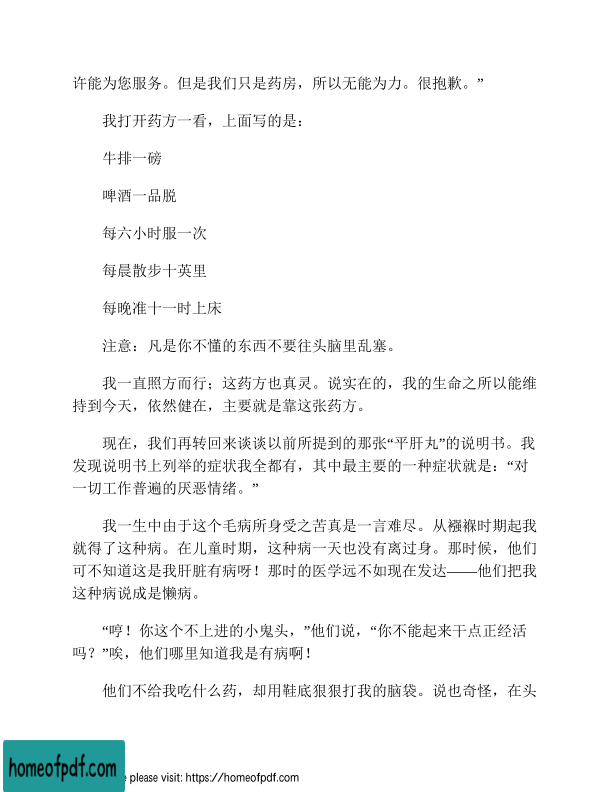 许能为您服务。但是我们只是药房，所以无能为力。很抱歉。”
我打开药方一看，上面写的是：
牛排一磅
啤酒一品脱
每六小时服一次
每晨散步十英里
每晚准十一时上床
注意：凡是你不懂的东西不要往头脑里乱塞。
我一直照方而行；这药方也真灵。说实在的，我的生命之所以能维
持到今天，依然健在，主要就是靠这张药方。
现在，我们再转回来谈谈以前所提到的那张“平肝丸”的说明书。我
发现说明书上列举的症状我全都有，其中最主要的一种症状就是：“对
一切工作普遍的厌恶情绪。”
我一生中由于这个毛病所身受之苦真是一言难尽。从襁褓时期起我
就得了这种病。在儿童时期，这种病一天也没有离过身。那时候，他们
可不知道这是我肝脏有病呀！那时的医学远不如现在发达——他们把我
这种病说成是懒病。
“哼！你这个不上进的小鬼头，”他们说，“你不能起来干点正经活
吗？”唉，他们哪里知道我是有病啊！
他们不给我吃什么药，却用鞋底狠狠打我的脑袋。说也奇怪，在头
homeofpdf.com
e please visit: https://homeofpdf.com